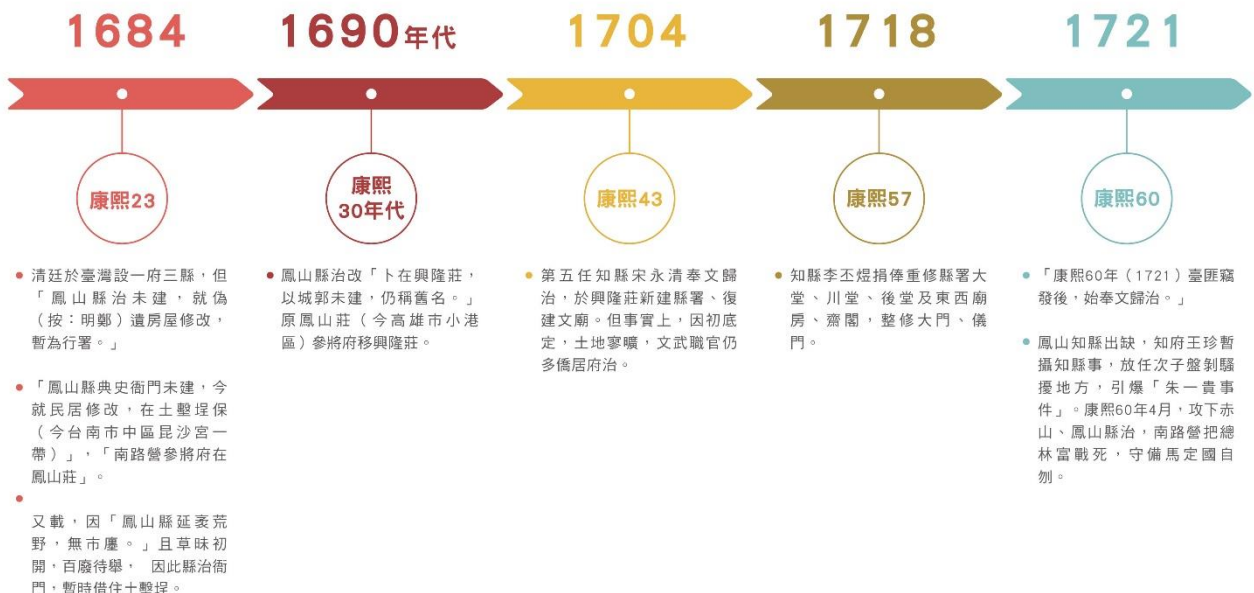 1684
康熙23
清廷於臺灣設一府三縣，但
「鳳山縣治未建，就偽
（按：明鄭）遺房屋修改，
暫為行署。」
「鳳山縣典史衙門未建，今
就民居修改，在土墼埕保
（今台南市中區昆沙宮一
帶）」，「南路營參將府在
鳳山莊」。
又載，因「鳳山縣延袤荒
野，無市廛。」且草昧初
開，百廢待舉， 因此縣治衙
門，暫時借住土墼埕。
1690年代
康熙
30年代
鳳山縣治改「卜在興隆莊，
以城郭未建，仍稱舊名。」
原鳳山莊（今高雄市小港
區）參將府移興隆莊。
1704
康熙43
第五任知縣宋永清奉文歸
治，於興隆莊新建縣署、復
建文廟。但事實上，因初底
定，土地寥曠，文武職官仍
多僑居府治。
1718
康熙57
知縣李丕煜捐俸重修縣署大
堂、川堂、後堂及東西廂
房、齋閣，整修大門、儀
門。
1721
康熙60
「康熙60年（1721）臺匪竊
發後，始奉文歸治。」
鳳山知縣出缺，知府王珍暫
攝知縣事，放任次子盤剝騷
擾地方，引爆「朱一貴事
件」。康熙60年4月，攻下赤
山、鳳山縣治，南路營把總
林富戰死，守備馬定國自
刎。